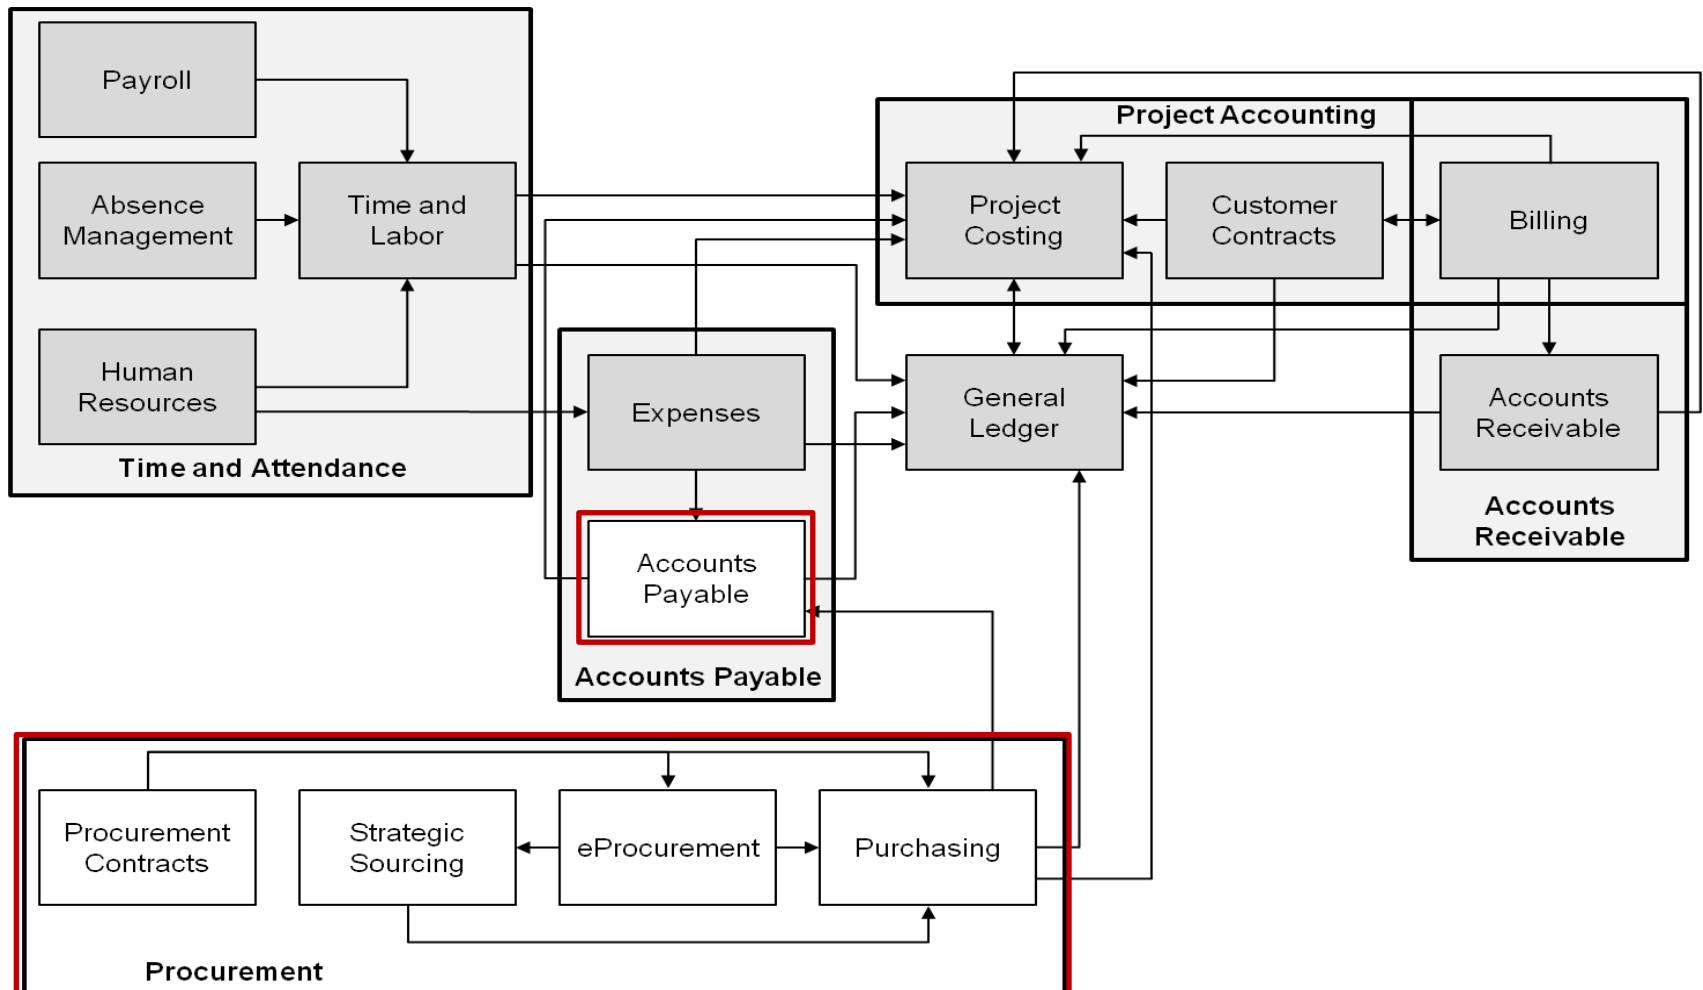 Payroll
Project Accounting
Absence
Management
Time and
Labor
Project
Costing
Customer
Contracts
Billing
Human
Resources
Expenses
General
Ledger
Accounts
Receivable
Time and Attendance
Accounts
Receivable
Accounts
Payable
Accounts Payable
Procurement
Contracts
Strategic
Sourcing
eProcurement
Purchasing
Procurement